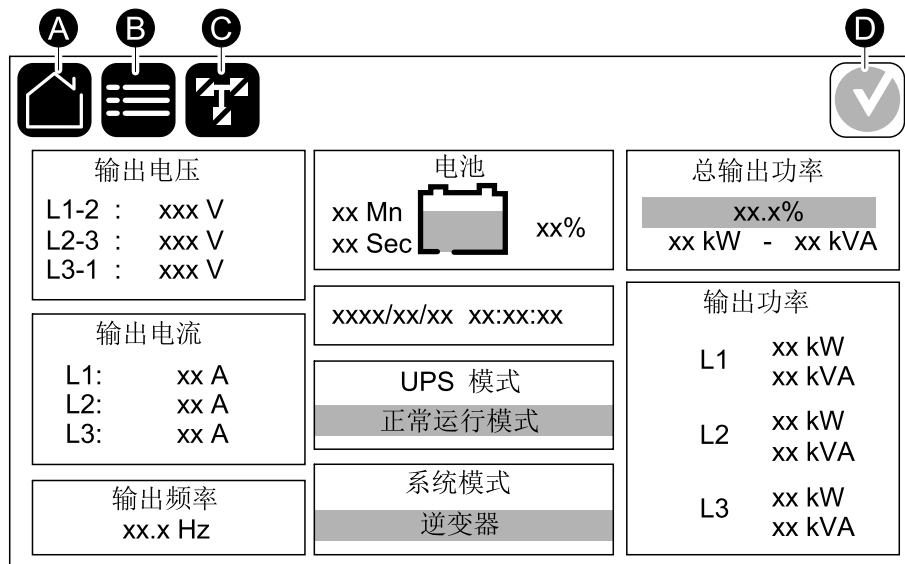 A B C D
输出电压
L1-2 : xxx V
L2-3 : xxx V
L3-1 : xxx V
输出电流
L1: xx A
L2: xx A
L3: xx A
输出频率
xx.x Hz
电池
xx Mn
xx Sec
xx%
xxxx/xx/xx xx:xx:xx
UPS 模式
正常运行模式
系统模式
逆变器
总输出功率
xx.x%
xx kW - xx kVA
输出功率
L1 xx kW
xx kVA
L2 xx kW
xx kVA
L3 xx kW
xx kVA